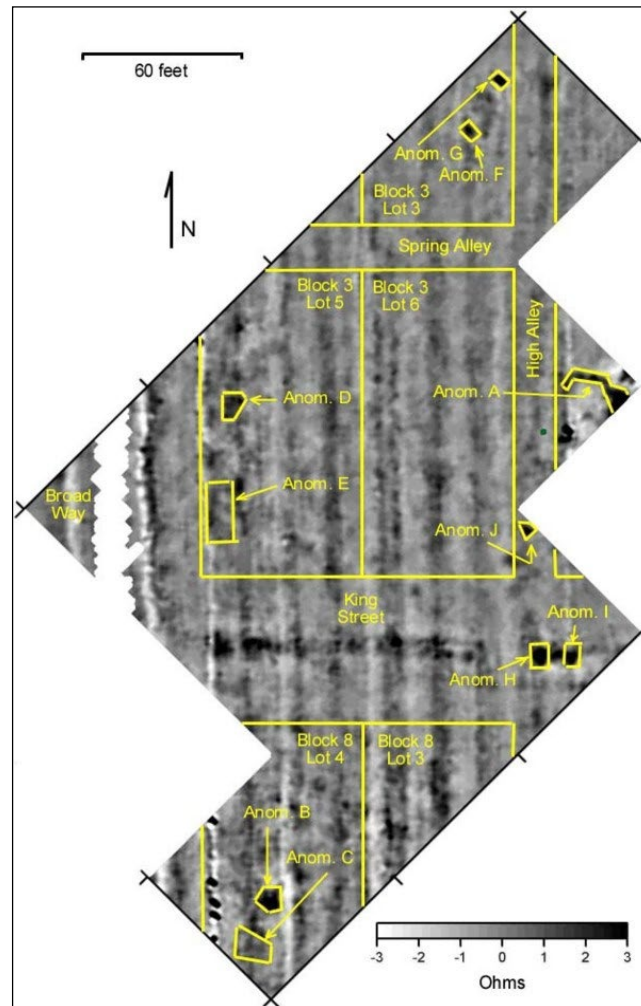 60 feet
N
Anom. G
Anom. F
Block 3
Lot 3
Spring Alley
Block 3
Lot 5
Block 3
Lot 6
High Alley
Anom. A
Anom. D
Anom. E
Broad
Way
Anom. J
King
Street
Anom. I
Anom. H
Block 8
Lot 4
Block 8
Lot 3
Anom. B
Anom. C
-3 -2 -1 0 1 2 3
Ohms